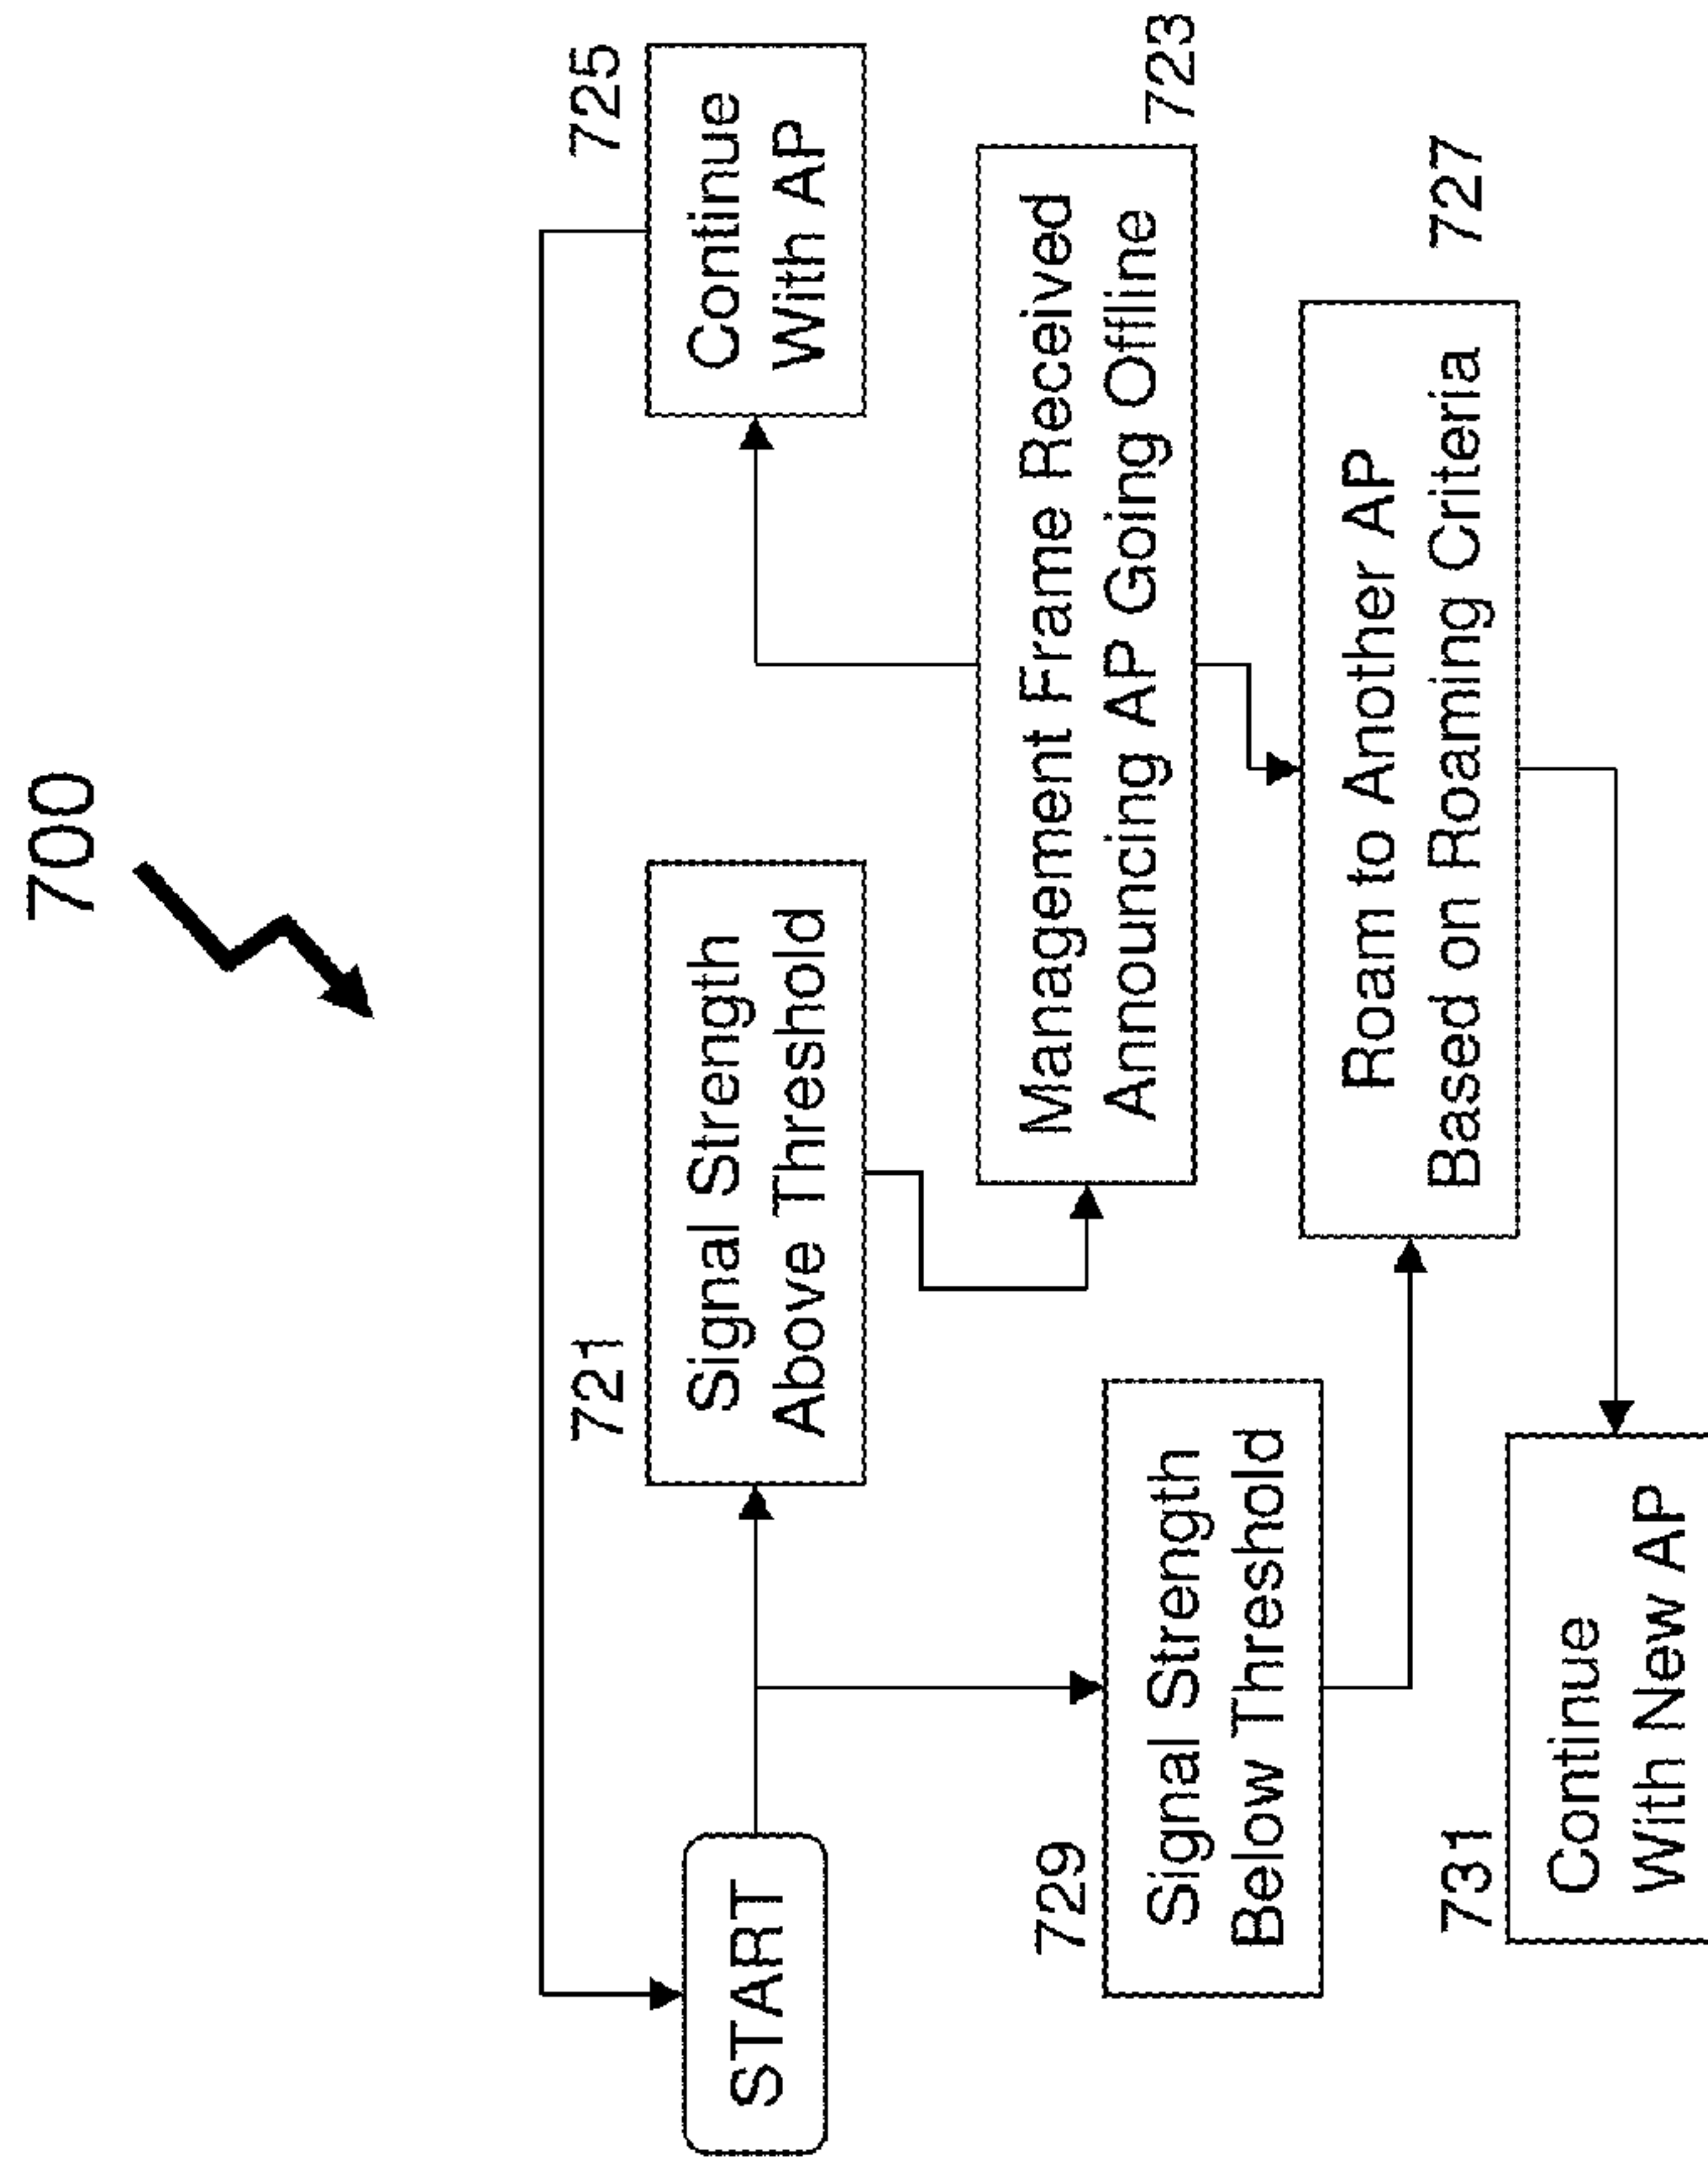 700
START
721
Signal Strength
Above Threshold
725
Continue
With AP
Management Frame Received
Announcing AP Going Offline
723
729
Signal Strength
Below Threshold
Roam to Another AP
Based on Roaming Criteria
727
731
Continue
With New AP